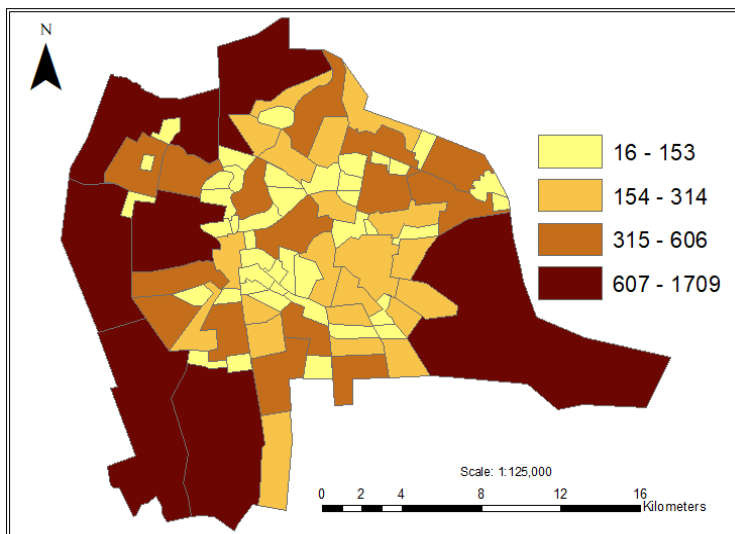 N
16 - 153
154 - 314
315 - 606
607 - 1709
Scale: 1:125,000
0 2 4 8 12 16
Kilometers